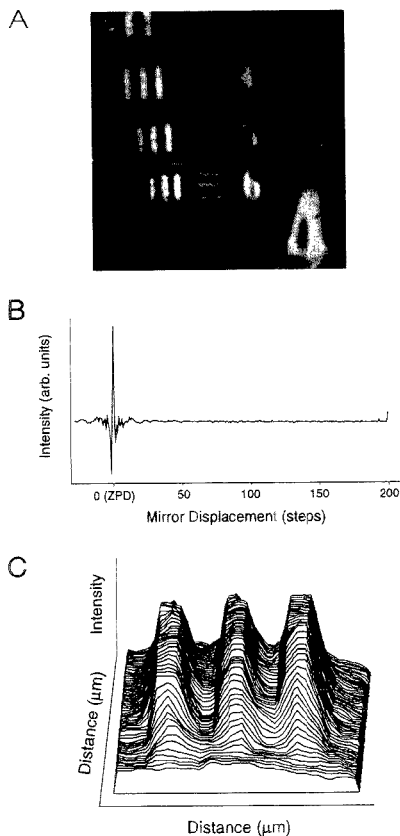 A
B
Intensity (arb. units)
0 (ZPD)
50
100
150
200
Mirror Displacement (steps)
C
Intensity
Distance (μm)
Distance (μm)